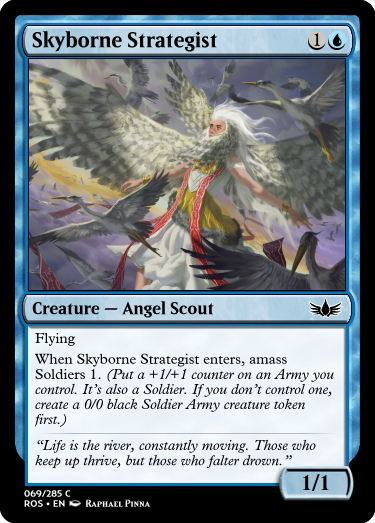 Skyborne Strategist 1
Creature — Angel Scout
Flying
When Skyborne Strategist enters, amass
Soldiers 1. (Put a +1/+1 counter on an Army you
control. It's also a Soldier. If you don't control one,
create a 0/0 black Soldier Army creature token
first.)
“Life is the river, constantly moving. Those who
keep up thrive, but those who falter drown.”
1/1
069/285 C
ROS • EN Raphael Pinna